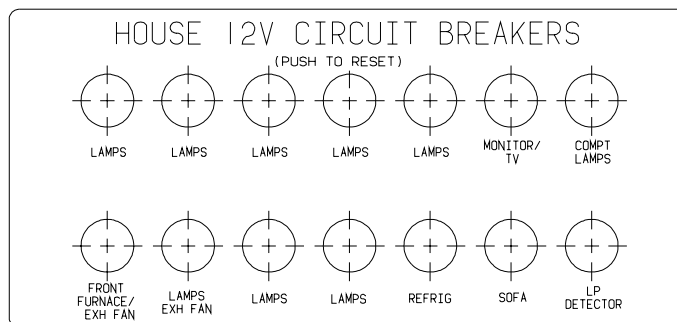 HOUSE 12V CIRCUIT BREAKERS
(PUSH TO RESET)
LAMPS LAMPS LAMPS LAMPS LAMPS MONITOR/ TV COMPT LAMPS
FRONT FURNACE/ EXH FAN LAMPS EXH FAN LAMPS LAMPS REFRIG SOFA LP DETECTOR